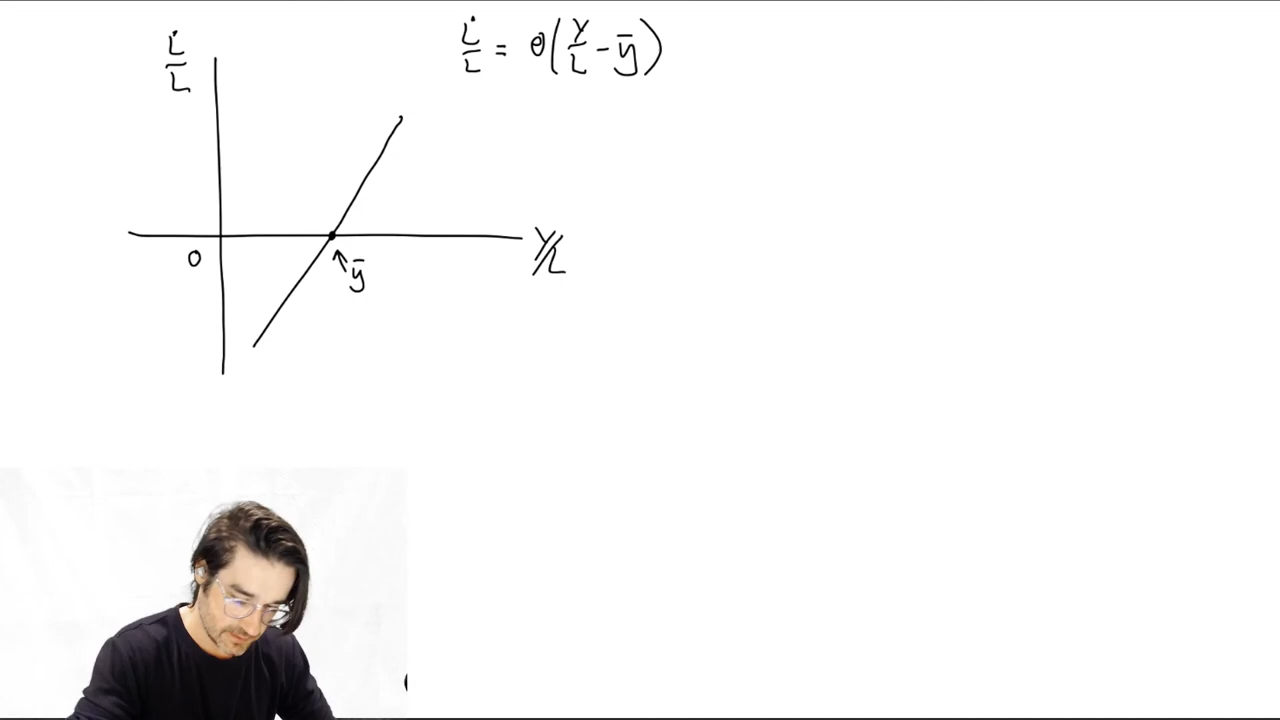 L̇/L
L̇/L = θ(Y/L - ȳ)
0
ȳ
Y/L